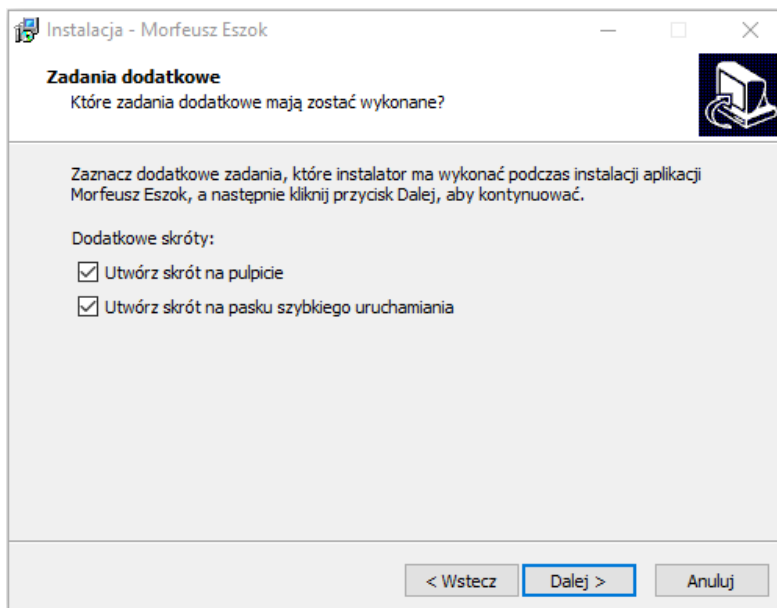 Instalacja - Morfeusz Eszok
Zadania dodatkowe
Które zadania dodatkowe mają zostać wykonane?
Zaznacz dodatkowe zadania, które instalator ma wykonać podczas instalacji aplikacji
Morfeusz Eszok, a następnie kliknij przycisk Dalej, aby kontynuować.
Dodatkowe skróty:
Utwórz skrót na pulpicie
Utwórz skrót na pasku szybkiego uruchamiania
< Wstecz
Dalej >
Anuluj